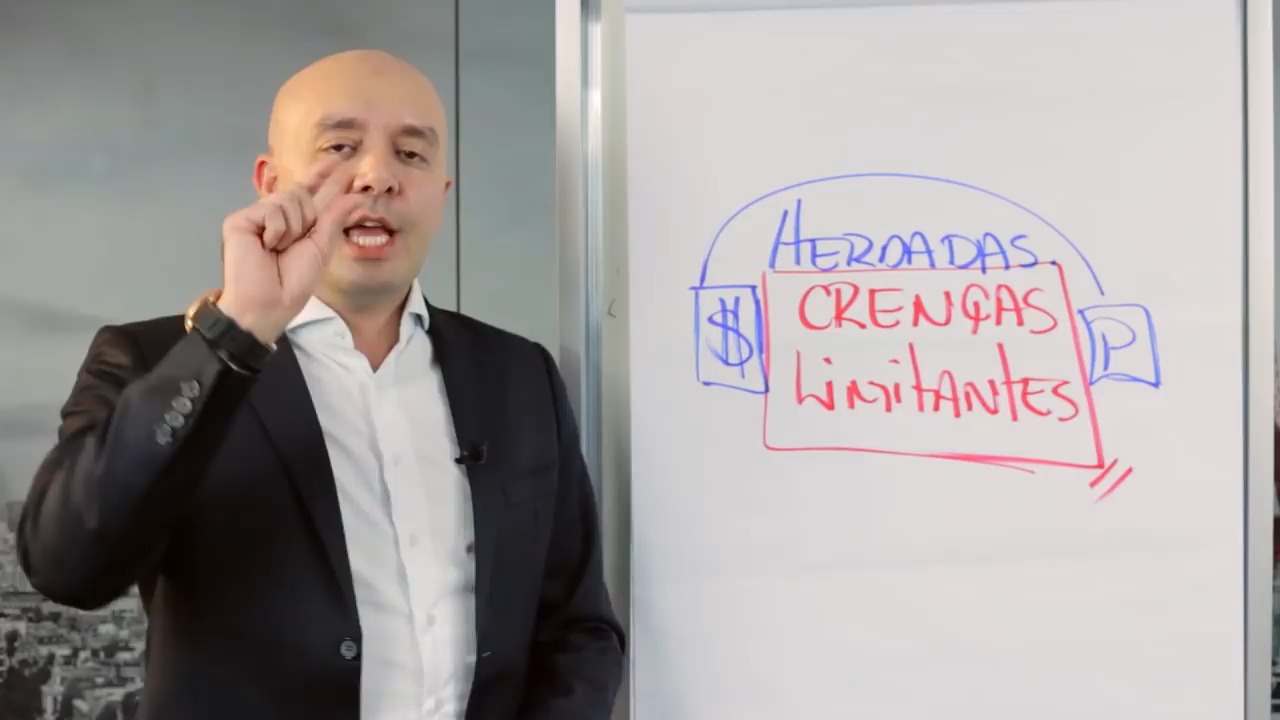 HERDADAS.
$
CRENÇAS
P
LimitANTES